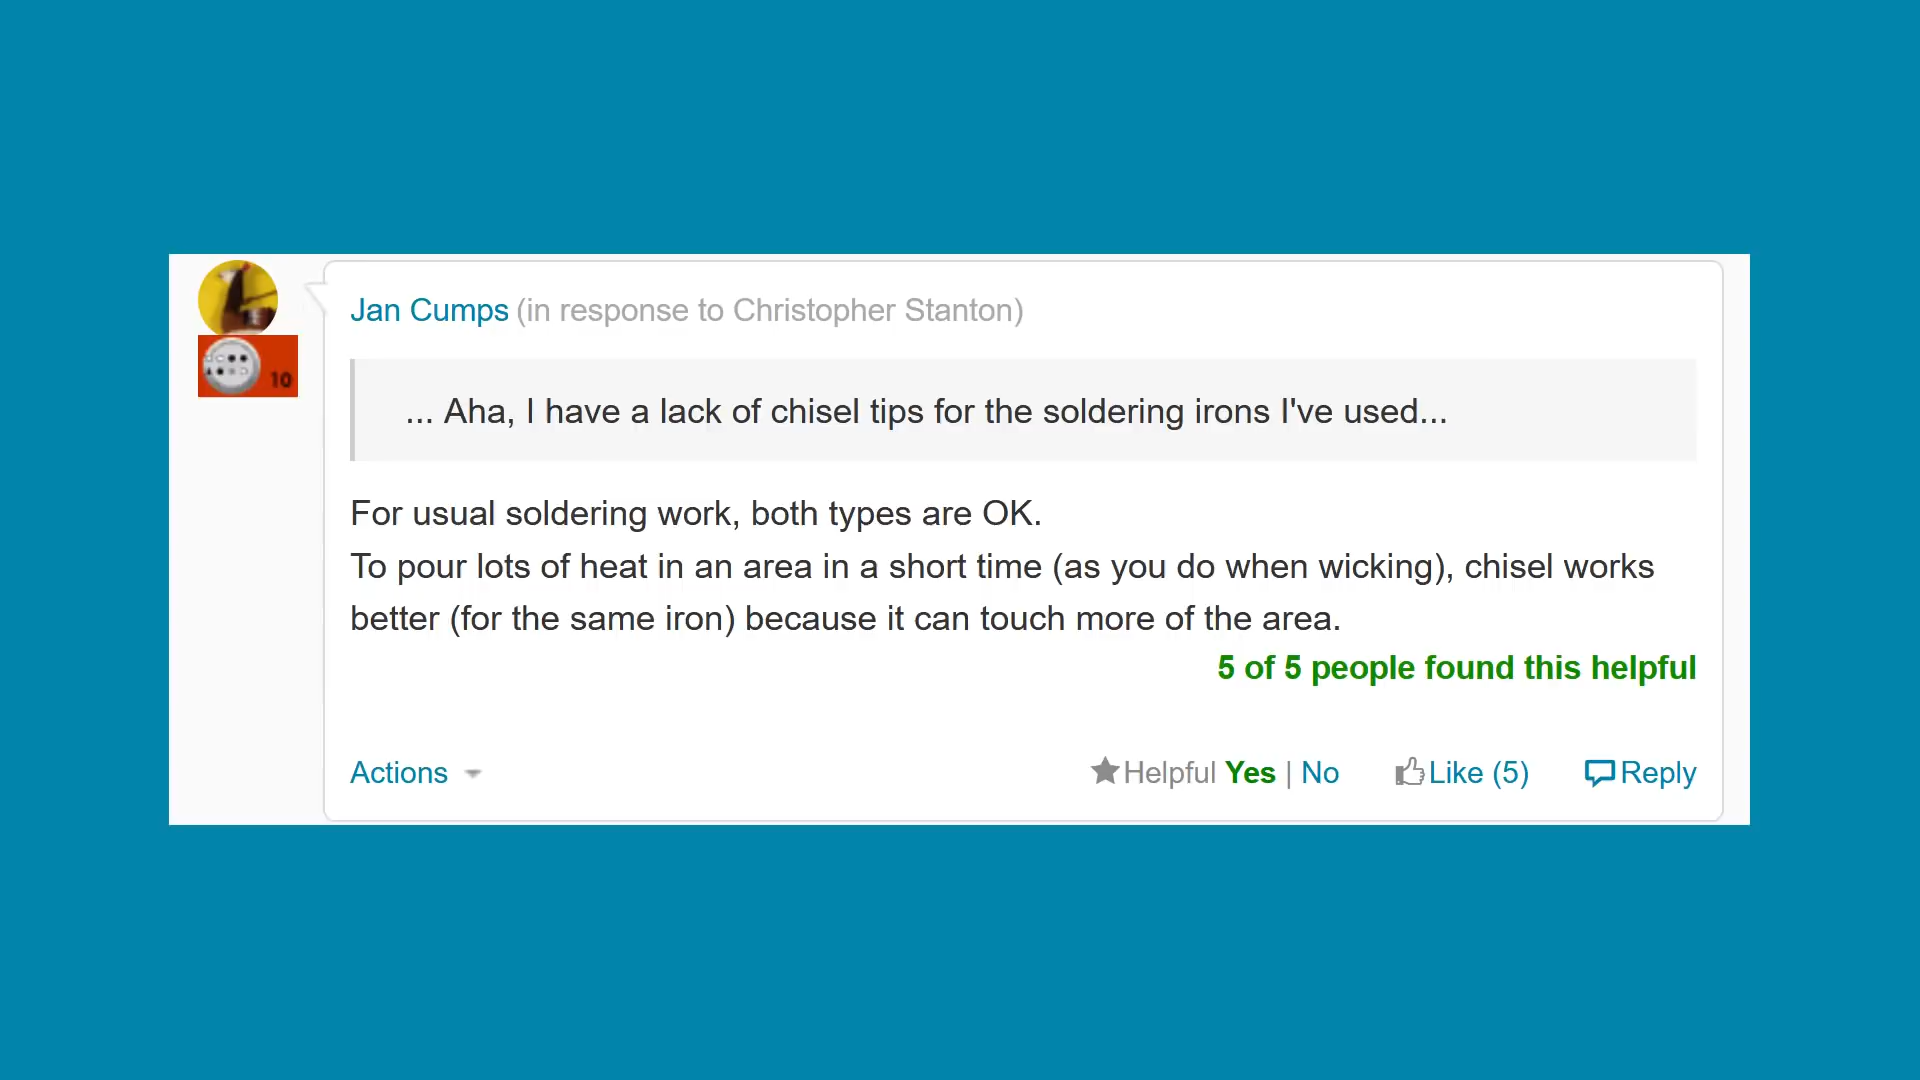 Jan Cumps (in response to Christopher Stanton)
10
... Aha, I have a lack of chisel tips for the soldering irons I've used...
For usual soldering work, both types are OK.
To pour lots of heat in an area in a short time (as you do when wicking), chisel works
better (for the same iron) because it can touch more of the area.
5 of 5 people found this helpful
Actions Helpful Yes | No Like (5) Reply